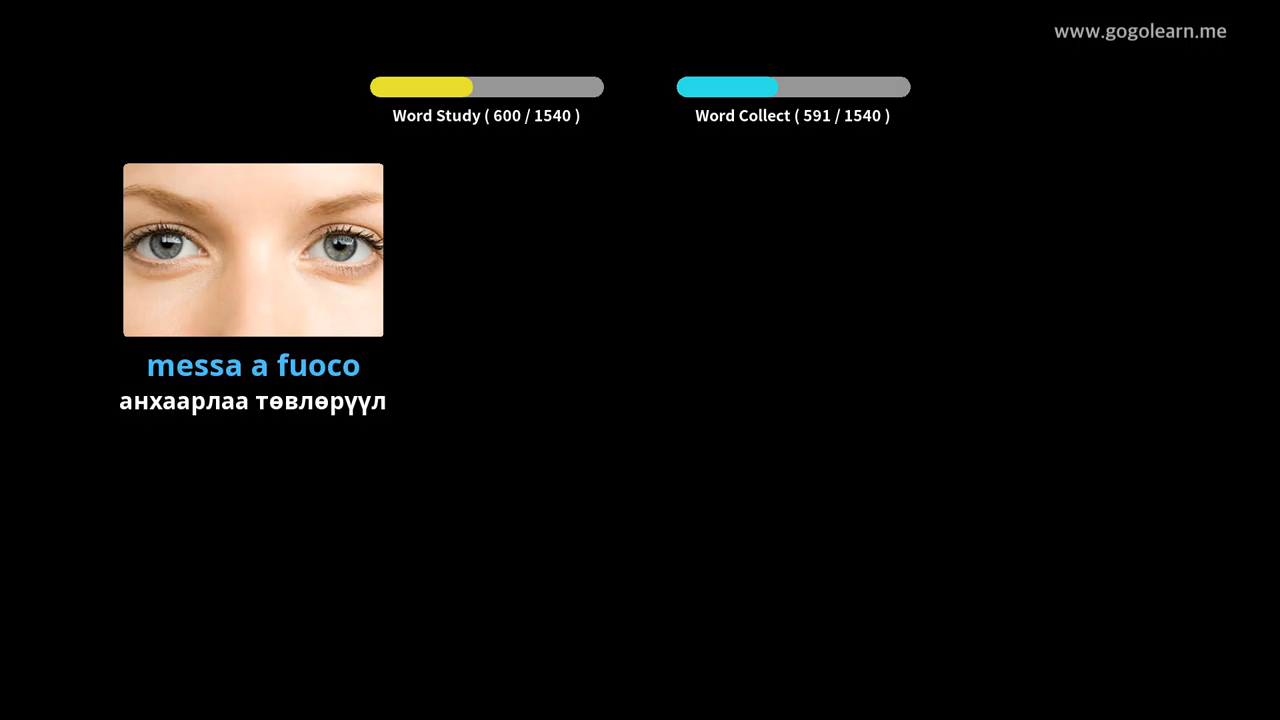 www.gogolearn.me
Word Study ( 600 / 1540 )
Word Collect ( 591 / 1540 )
messa a fuoco
анхаарлаа төвлөрүүл